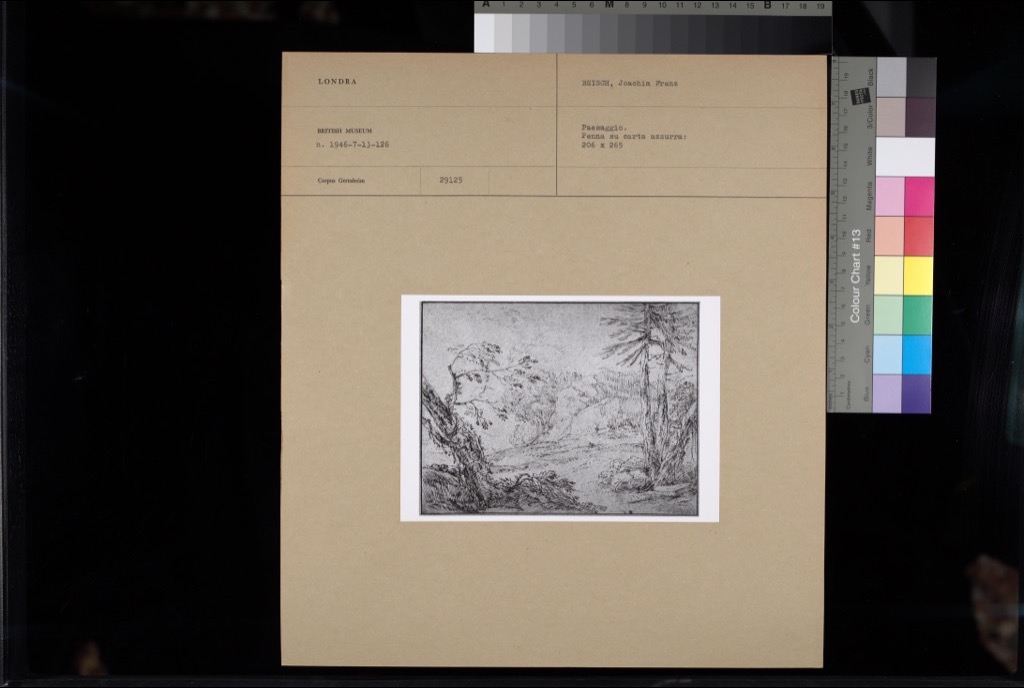 A 1 2 3 4 5 6 M 8 9 10 11 12 13 14 15 B 17 18 19
LONDRA
BRITISH MUSEUM
n. 1946-7-13-126
Corpus Gernsheim
29125
BEYSCH, Joachim Franz
Paesaggio.
Penna su carta azzurra:
206 x 265
Colour Chart #13
Black
3/Color
White
Magenta
Red
Yellow
Green
Cyan
Blue